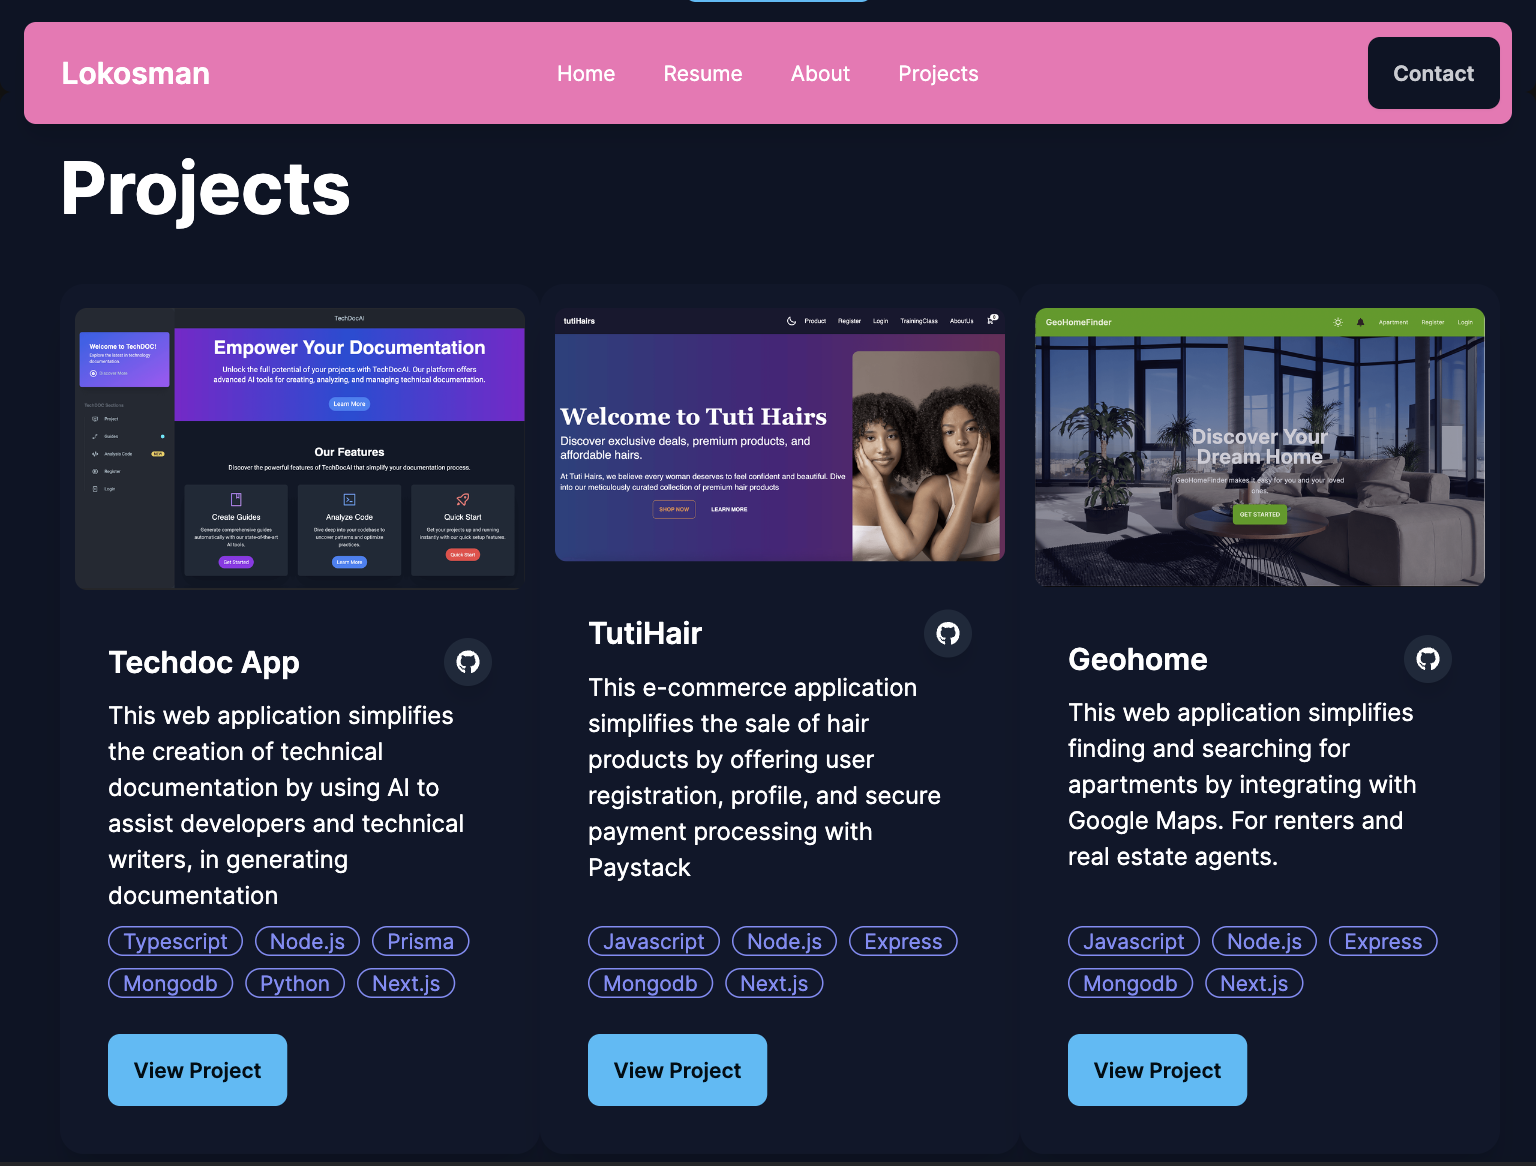 Lokosman
Home Resume About Projects
Contact
Projects
TechDocAI
Welcome to TechDOC!
Explore the latest in technology
documentation.
Discover More
TechDOC Sections
Project
Guides
Analysis Code
NEW
Register
Login
Empower Your Documentation
Unlock the full potential of your projects with TechDocAI. Our platform offers
advanced AI tools for creating, analyzing, and managing technical documentation.
Learn More
Our Features
Discover the powerful features of TechDocAI that simplify your documentation process.
Create Guides
Generate comprehensive guides
automatically with our state-of-the-art
AI tools.
Get Started
Analyze Code
Dive deep into your codebase to
uncover patterns and optimize
practices.
Learn More
Quick Start
Get your projects up and running
instantly with our quick setup features.
Quick Start
Techdoc App
This web application simplifies
the creation of technical
documentation by using AI to
assist developers and technical
writers, in generating
documentation
Typescript Node.js Prisma
Mongodb Python Next.js
View Project
tutiHairs
Product Register Login TrainingClass AboutUs
0
Welcome to Tuti Hairs
Discover exclusive deals, premium products, and
affordable hairs.
At Tuti Hairs, we believe every woman deserves to feel confident and beautiful. Dive
into our meticulously curated collection of premium hair products
SHOP NOW LEARN MORE
TutiHair
This e-commerce application
simplifies the sale of hair
products by offering user
registration, profile, and secure
payment processing with
Paystack
Javascript Node.js Express
Mongodb Next.js
View Project
GeoHomeFinder
Apartment Register Login
Discover Your
Dream Home
GeoHomeFinder makes it easy for you and your loved
ones.
GET STARTED
Geohome
This web application simplifies
finding and searching for
apartments by integrating with
Google Maps. For renters and
real estate agents.
Javascript Node.js Express
Mongodb Next.js
View Project